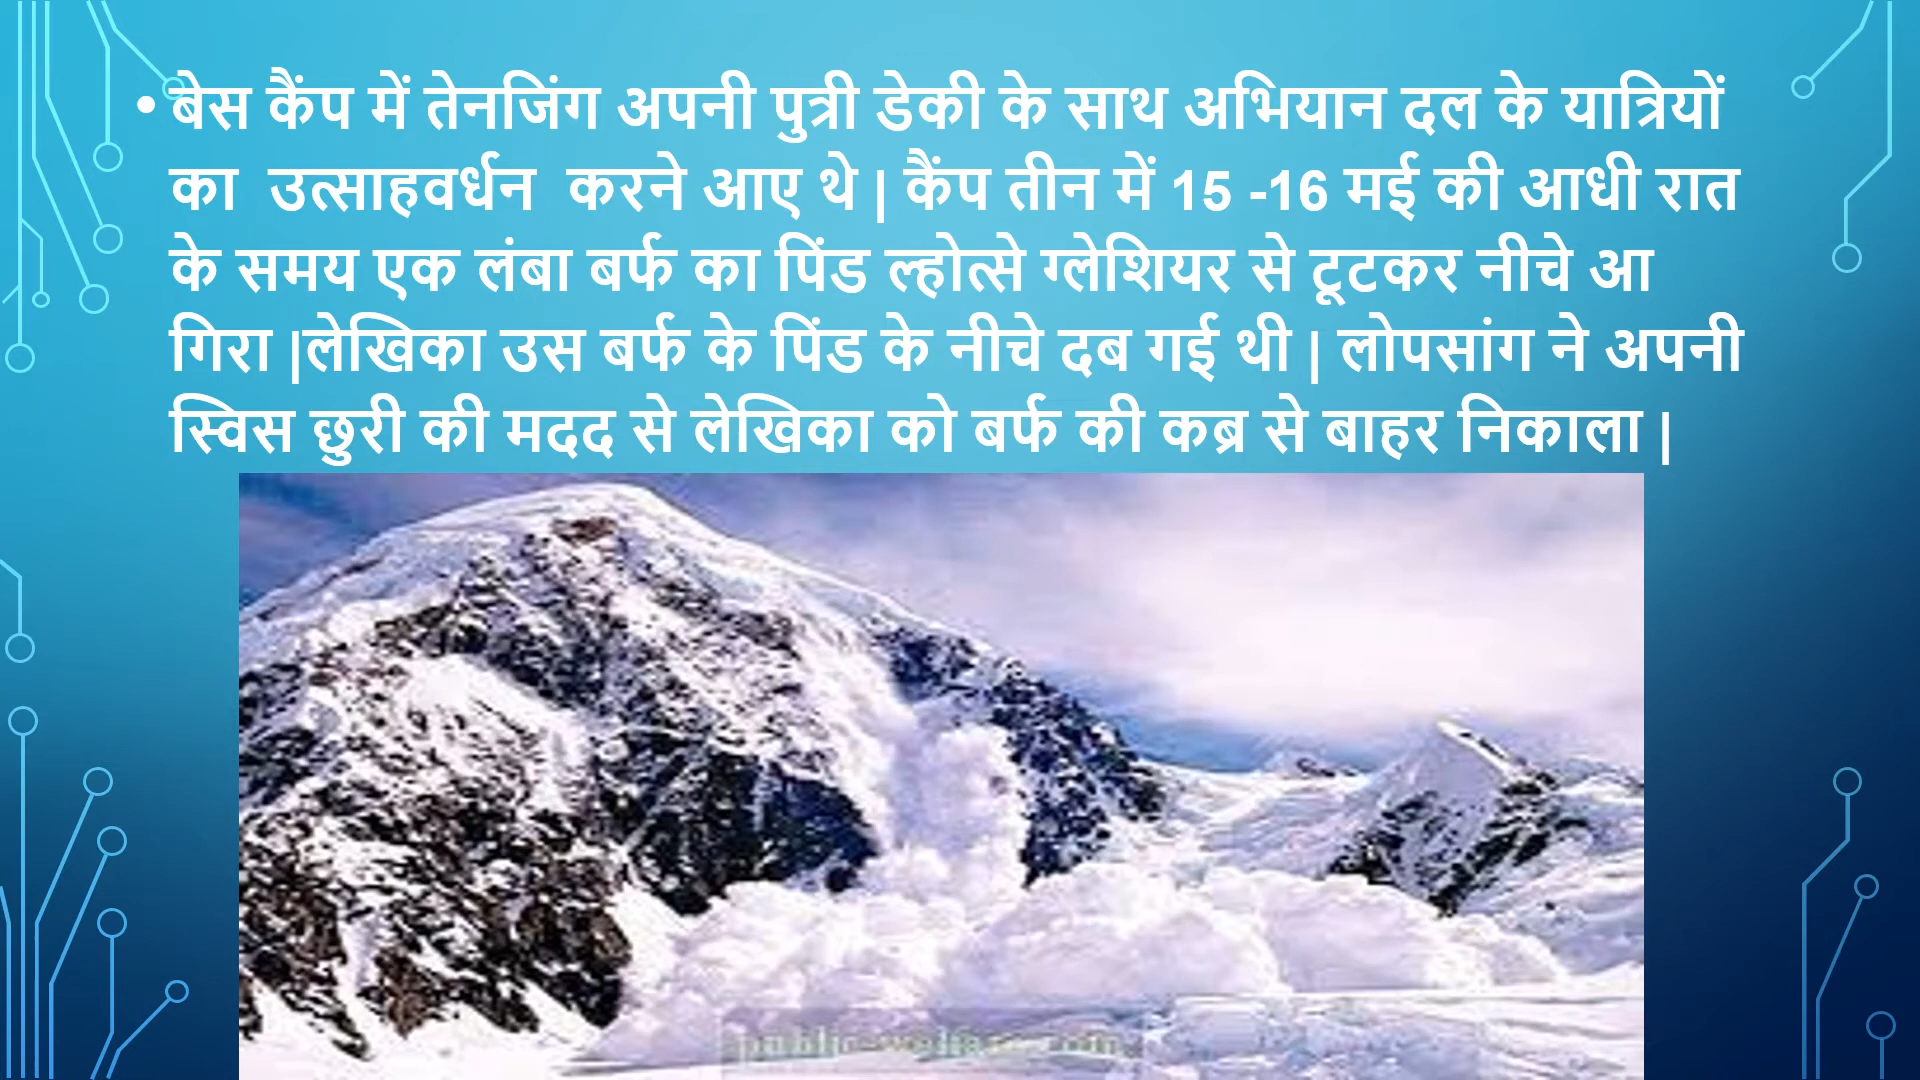 • बेस कैंप में तेनजिंग अपनी पुत्री डेकी के साथ अभियान दल के यात्रियों
का  उत्साहवर्धन  करने आए थे | कैंप तीन में 15 -16 मई की आधी रात
के समय एक लंबा बर्फ का पिंड ल्होत्से ग्लेशियर से टूटकर नीचे आ
गिरा |लेखिका उस बर्फ के पिंड के नीचे दब गई थी | लोपसांग ने अपनी
स्विस छुरी की मदद से लेखिका को बर्फ की कब्र से बाहर निकाला |